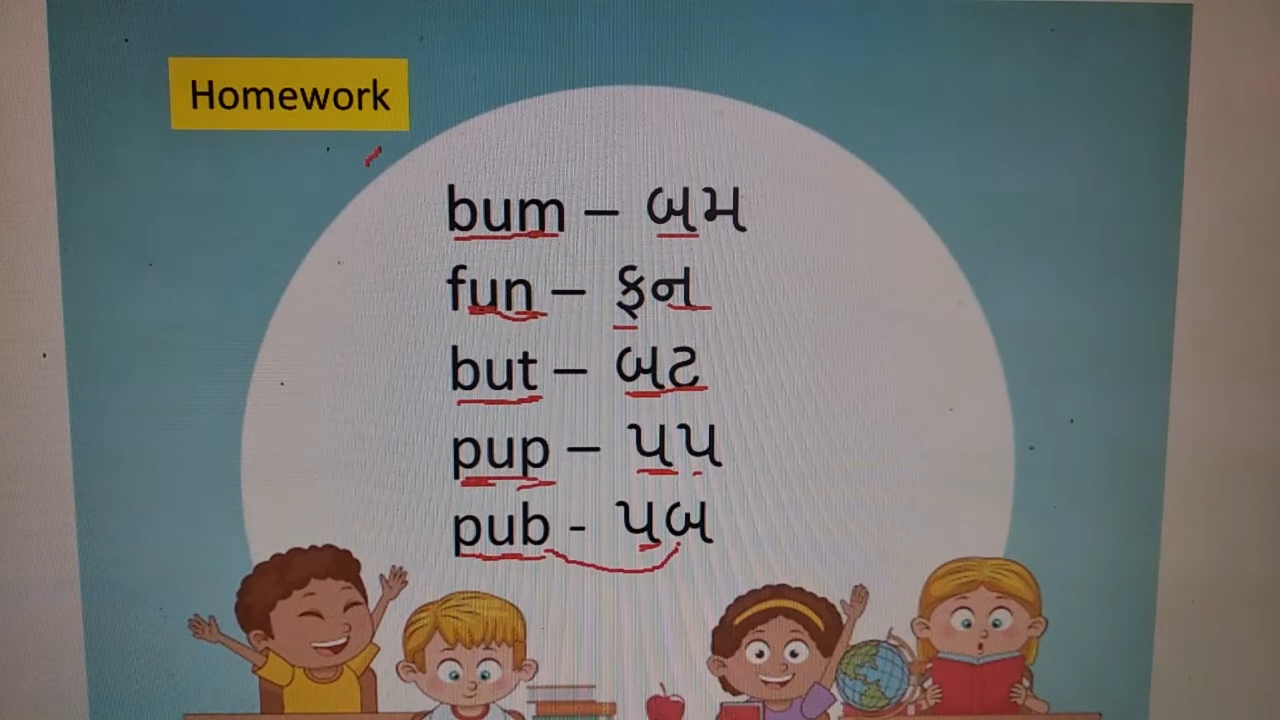 Homework
bum – બમ
fun – ફન
but – બટ
pup – પપ
pub - પબ